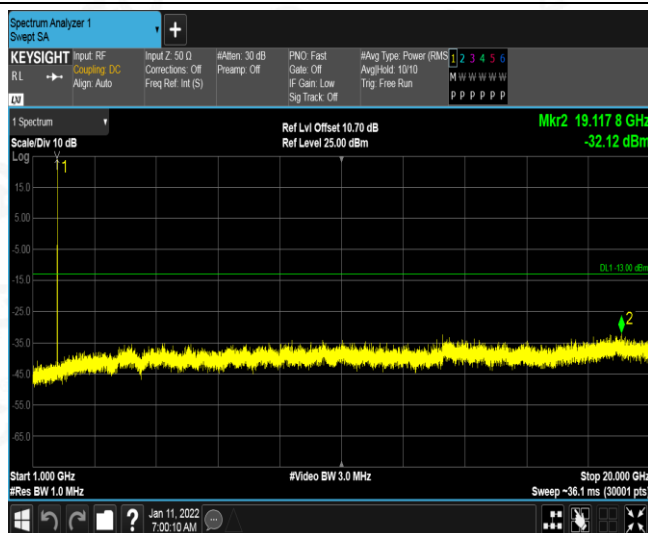 Spectrum Analyzer 1
Swept SA
+
KEYSIGHT
RL
LXI
Input: RF
Coupling: DC
Align: Auto
Input Z: 50 Ω
Corrections: Off
Freq Ref: Int (S)
#Atten: 30 dB
Preamp: Off
PNO: Fast
Gate: Off
IF Gain: Low
Sig Track: Off
#Avg Type: Power (RMS
Avg|Hold: 10/10
Trig: Free Run
1 2 3 4 5 6
M W W W W W
P P P P P P
1 Spectrum
Scale/Div 10 dB
Ref Lvl Offset 10.70 dB
Ref Level 25.00 dBm
Mkr2 19.117 8 GHz
-32.12 dBm
Log
1
15.0
5.00
-5.00
DL1 -13.00 dBm
-15.0
-25.0
2
-35.0
-45.0
-55.0
-65.0
Start 1.000 GHz
#Video BW 3.0 MHz
Stop 20.000 GHz
#Res BW 1.0 MHz
Sweep ~36.1 ms (30001 pts)
?
Jan 11, 2022
7:00:10 AM